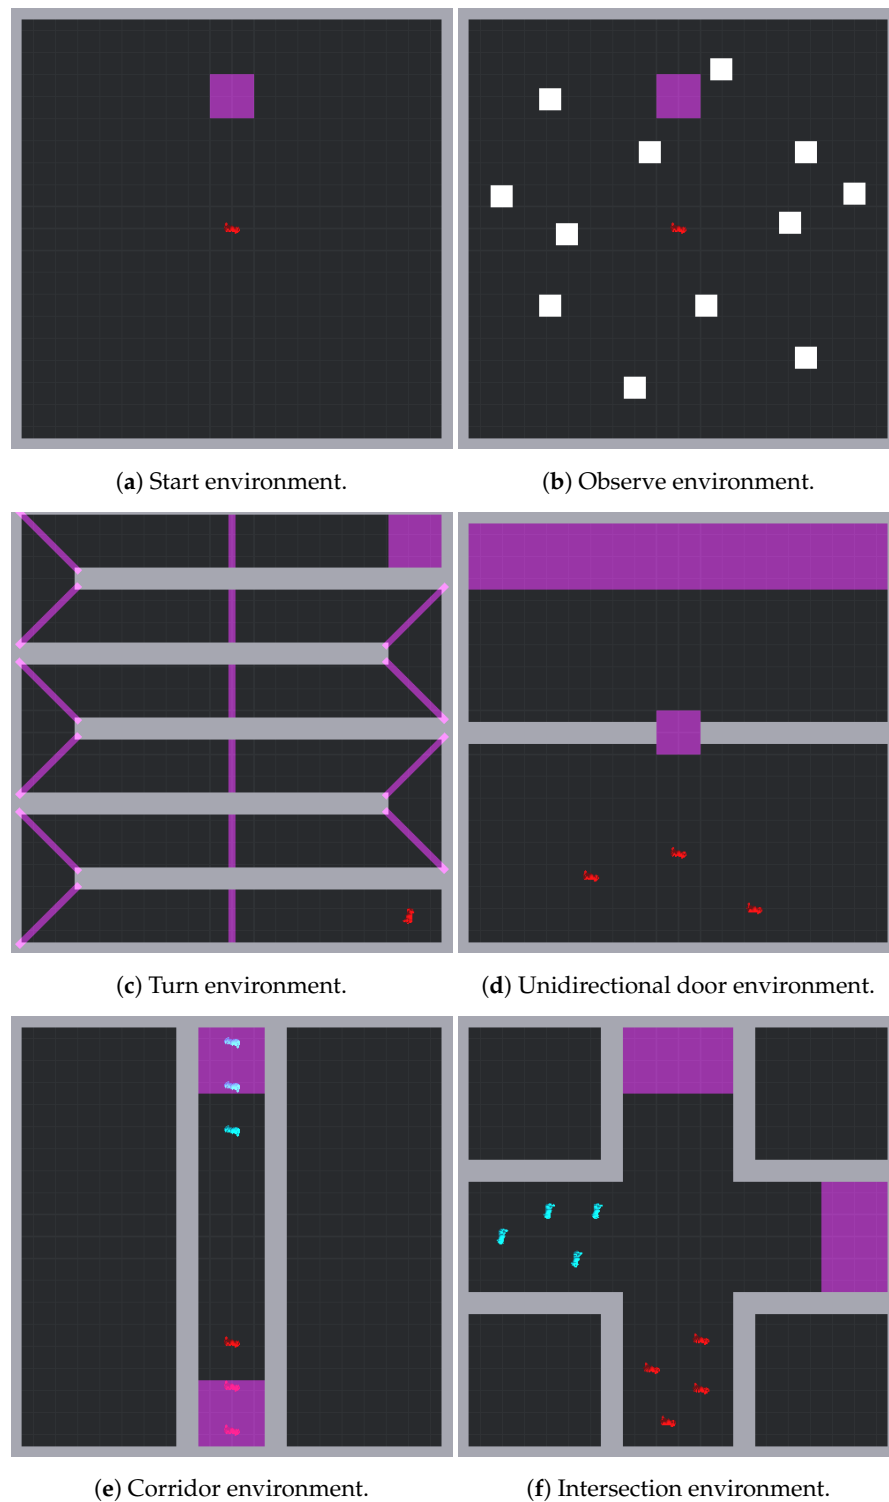 (a) Start environment.
(b) Observe environment.
(c) Turn environment.
(d) Unidirectional door environment.
(e) Corridor environment.
(f) Intersection environment.